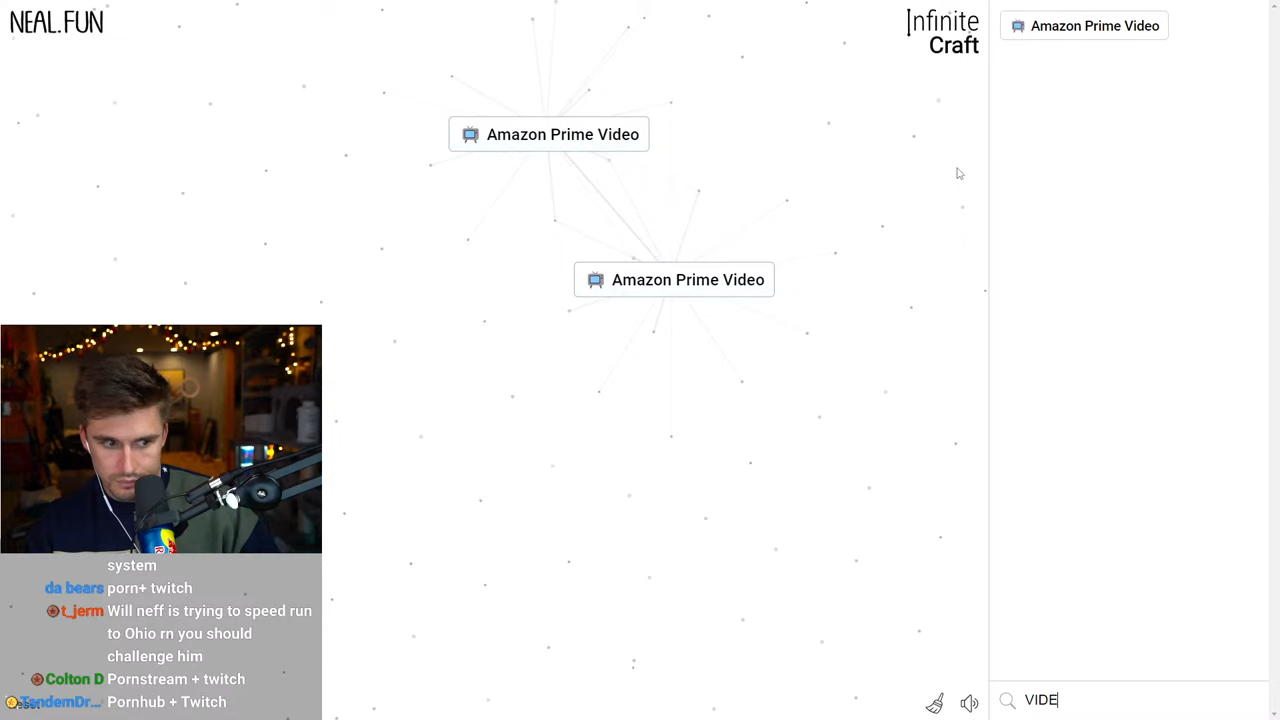 NEAL.FUN
Infinite
Craft
Amazon Prime Video
Amazon Prime Video
Amazon Prime Video
system
da bears porn+ twitch
t_jerm Will neff is trying to speed run
to Ohio rn you should
challenge him
Colton D Pornstream + twitch
TandemDr... Pornhub + Twitch
VIDE